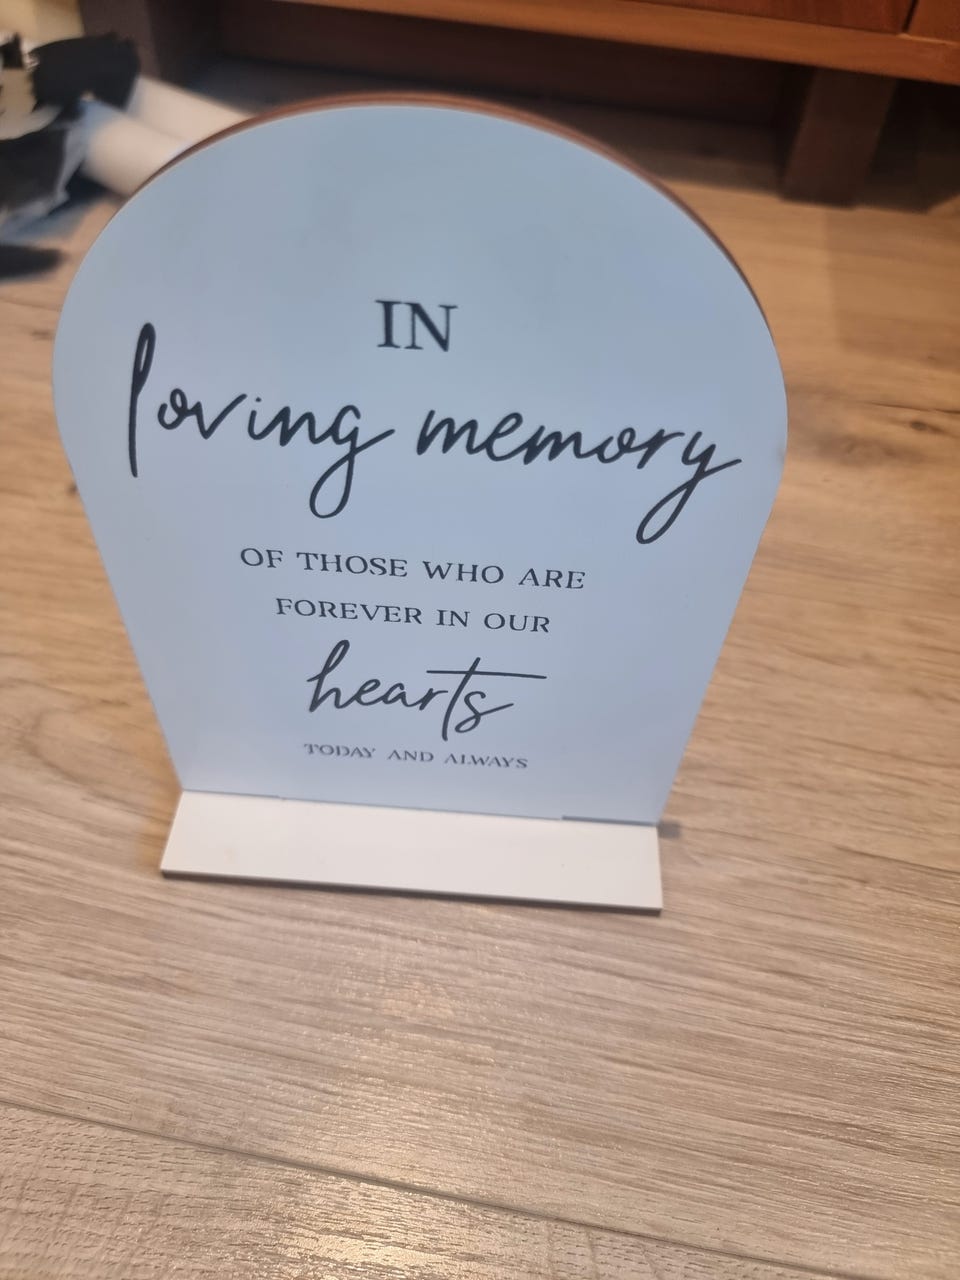 IN
loving memory
OF THOSE WHO ARE
FOREVER IN OUR
hearts
TODAY AND ALWAYS